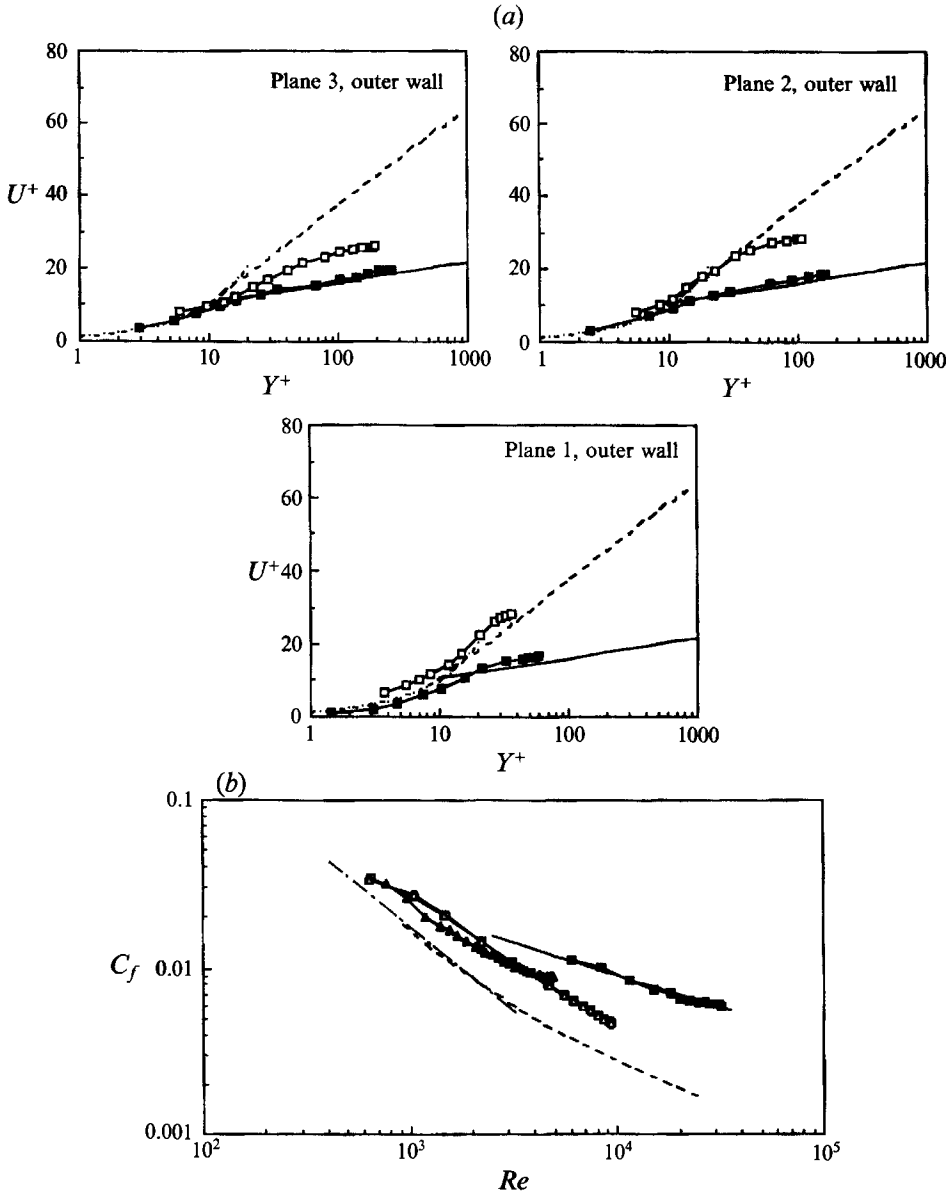 (a)
80
60
U⁺ 40
20
0
Plane 3, outer wall
1 10 100 1000
Y⁺
80
60
40
20
0
Plane 2, outer wall
1 10 100 1000
Y⁺
80
60
U⁺ 40
20
0
Plane 1, outer wall
1 10 100 1000
Y⁺
(b)
0.1
C_f 0.01
0.001
10² 10³ 10⁴ 10⁵
Re